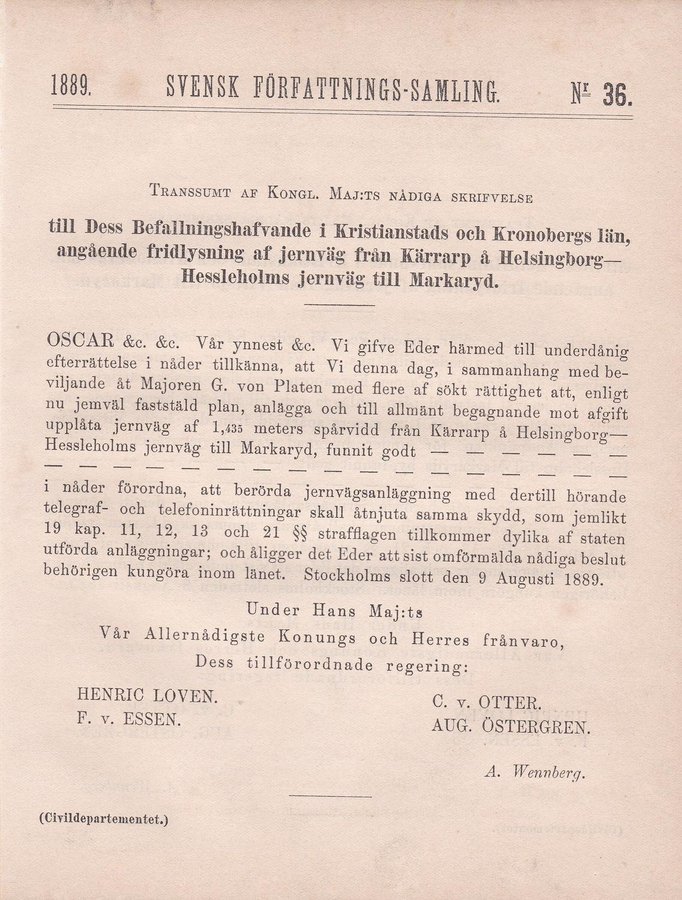 1889. SVENSK FÖRFATTNINGS-SAMLING. Nr 36.
TRANSSUMT AF KONGL. MAJ:TS NÅDIGA SKRIFVELSE
till Dess Befallningshafvande i Kristianstads och Kronobergs län,
angående fridlysning af jernväg från Kärrarp å Helsingborg—
Hessleholms jernväg till Markaryd.
OSCAR &c. &c. Vår ynnest &c. Vi gifve Eder härmed till underdånig
efterrättelse i nåder tillkänna, att Vi denna dag, i sammanhang med be-
viljande åt Majoren G. von Platen med flere af sökt rättighet att, enligt
nu jemväl faststäld plan, anlägga och till allmänt begagnande mot afgift
upplåta jernväg af 1,435 meters spårvidd från Kärrarp å Helsingborg—
Hessleholms jernväg till Markaryd, funnit godt — — — — —
— — — — — — — — — — — — — — —
i nåder förordna, att berörda jernvägsanläggning med dertill hörande
telegraf- och telefoninrättningar skall åtnjuta samma skydd, som jemlikt
19 kap. 11, 12, 13 och 21 §§ strafflagen tillkommer dylika af staten
utförda anläggningar; och åligger det Eder att sist omförmälda nådiga beslut
behörigen kungöra inom länet. Stockholms slott den 9 Augusti 1889.
Under Hans Maj:ts
Vår Allernådigste Konungs och Herres frånvaro,
Dess tillförordnade regering:
HENRIC LOVEN. C. v. OTTER.
F. v. ESSEN. AUG. ÖSTERGREN.
A. Wennberg.
(Civildepartementet.)